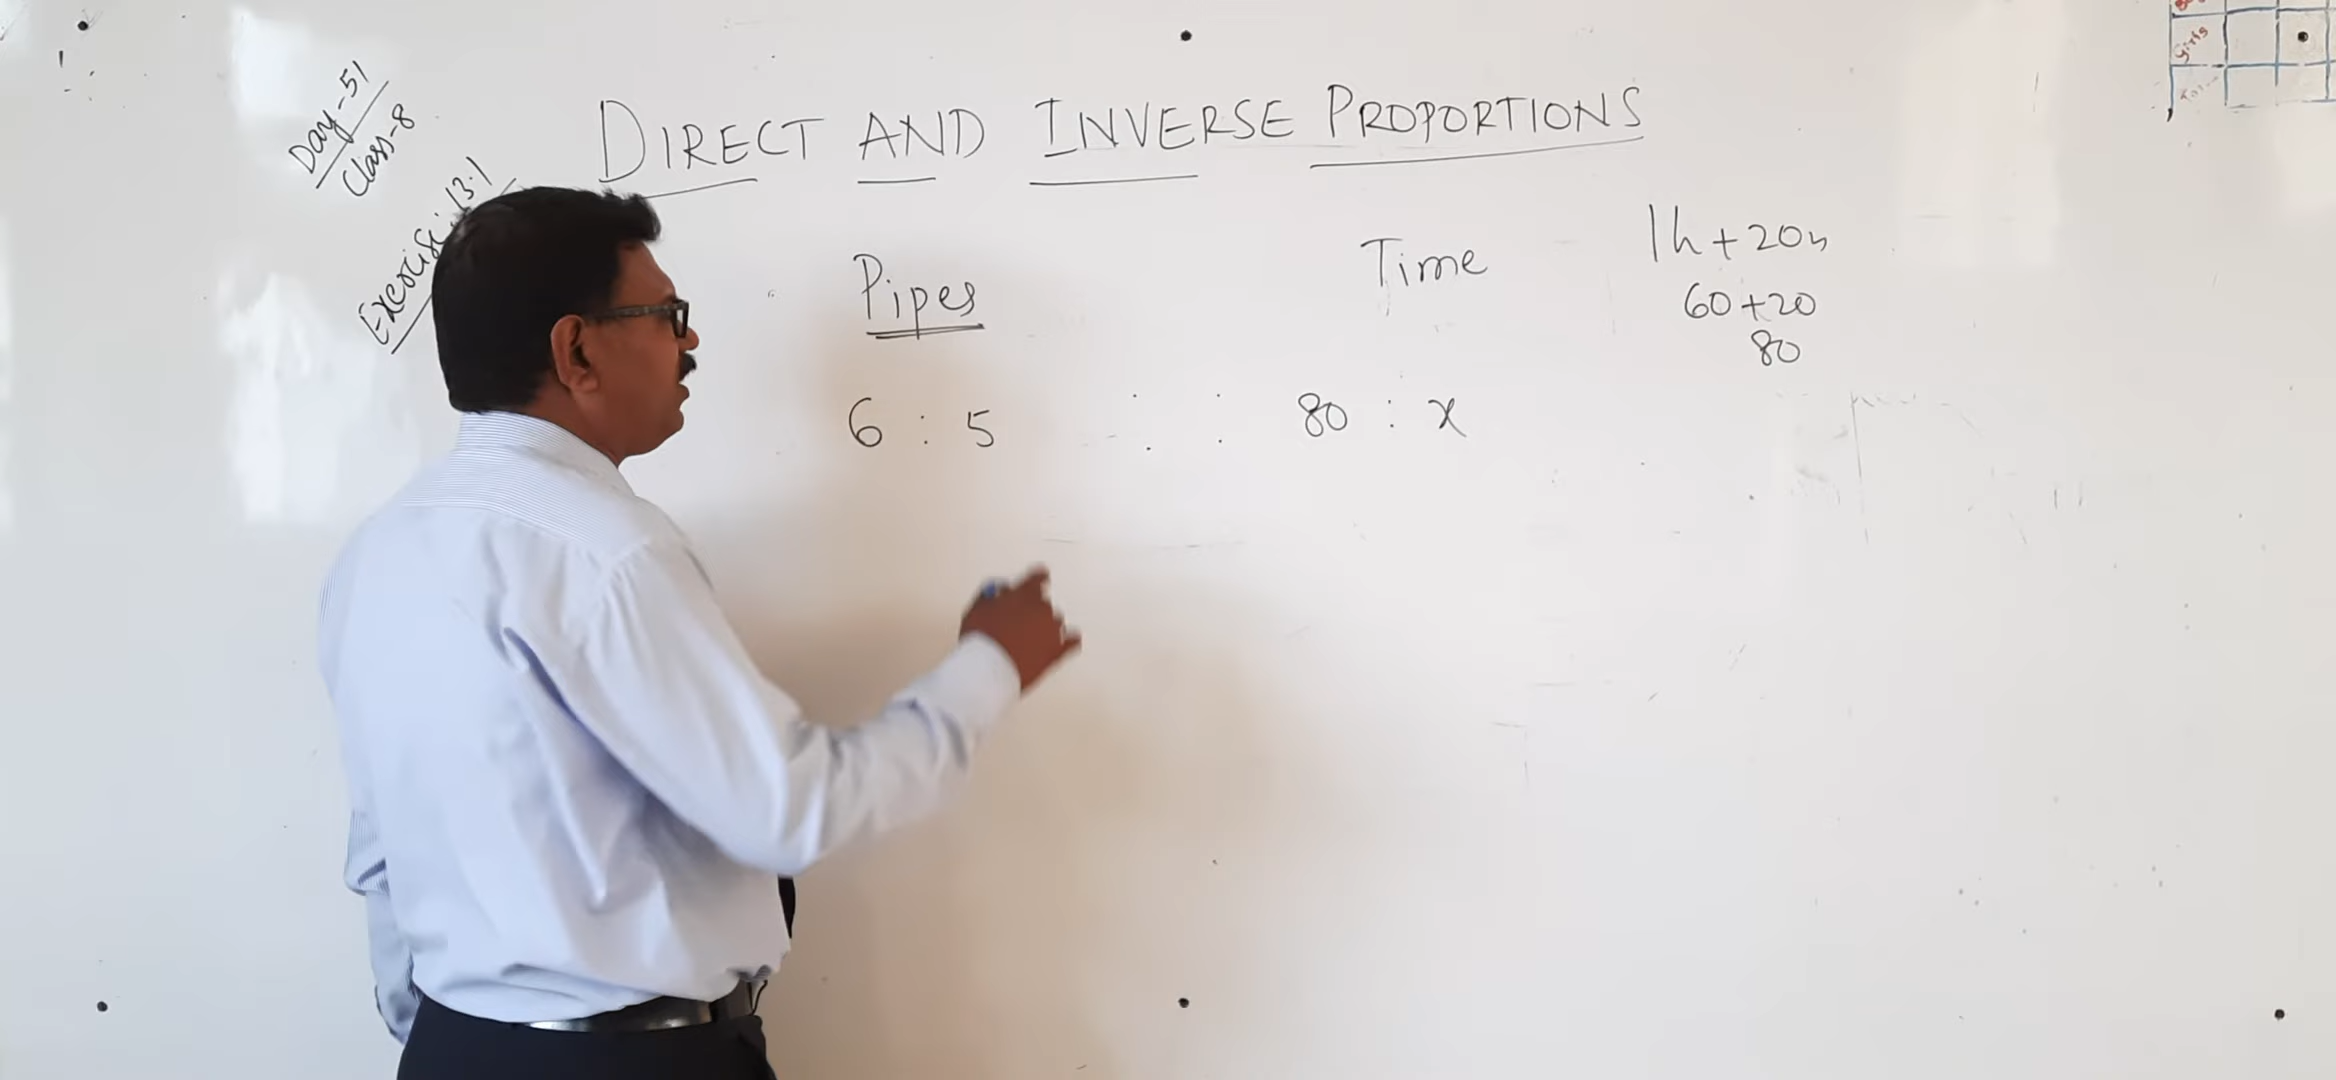 Day-51
Class-8
Exercise: 13.1
DIRECT AND INVERSE PROPORTIONS
Pipes
Time
1h + 20m
60 + 20
80
6 : 5 : : 80 : x
Girls